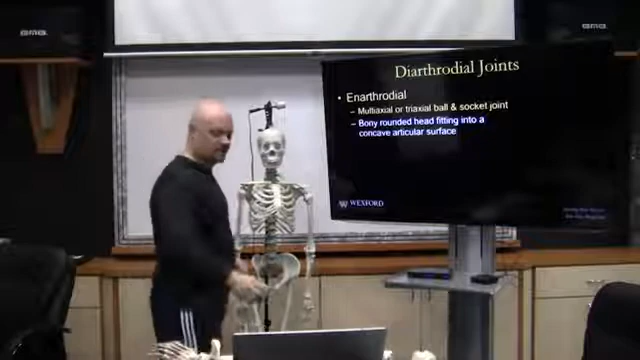 Diarthrodial Joints
• Enarthrodial
– Multiaxial or triaxial ball & socket joint
– Bony rounded head fitting into a
concave articular surface
WEXFORD